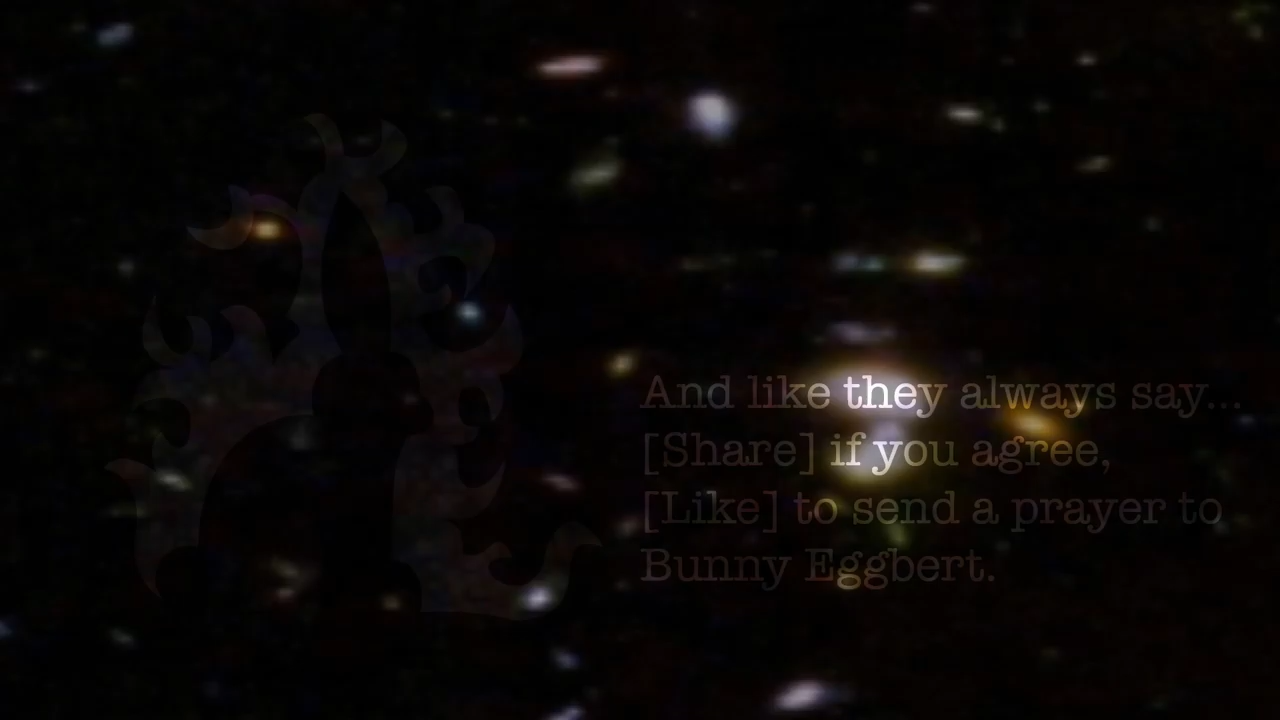 And like they always say...
[Share] if you agree,
[Like] to send a prayer to
Bunny Eggbert.